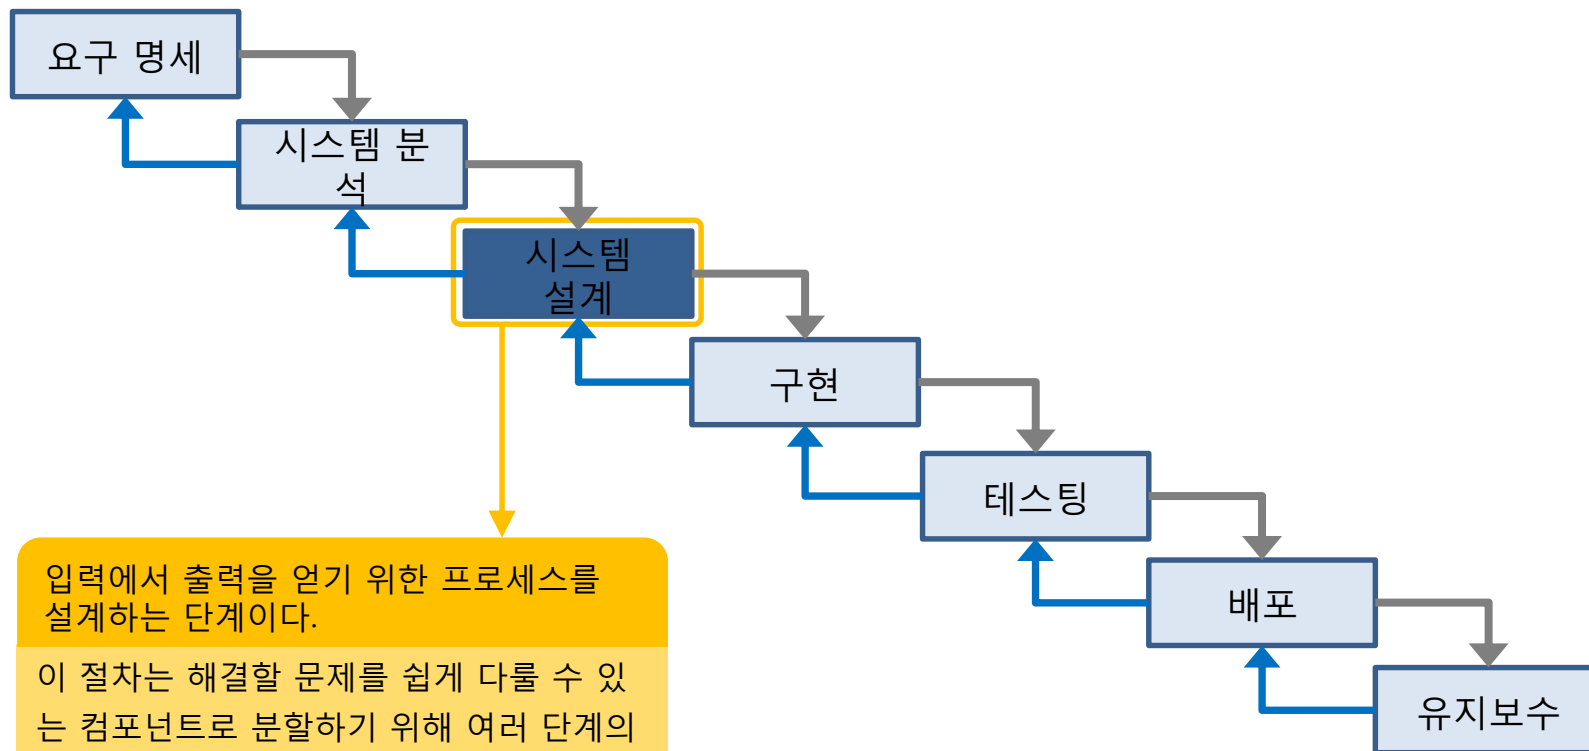 요구 명세
시스템 분
석
시스템
설계
구현
테스팅
배포
유지보수
입력에서 출력을 얻기 위한 프로세스를
설계하는 단계이다.
이 절차는 해결할 문제를 쉽게 다룰 수 있
는 컴포넌트로 분할하기 위해 여러 단계의